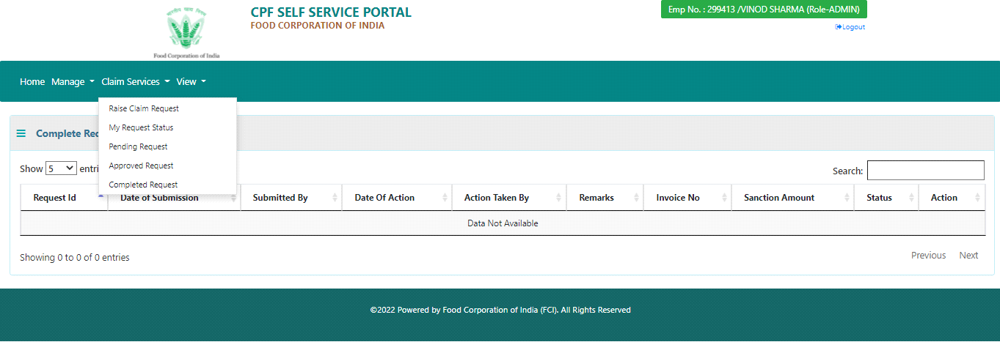 CPF SELF SERVICE PORTAL
FOOD CORPORATION OF INDIA
Emp No. : 299413 /VINOD SHARMA (Role-ADMIN)
Logout
Food Corporation of India
Home Manage Claim Services View
Raise Claim Request
My Request Status
Pending Request
Approved Request
Completed Request
Complete Rec
Show 5 entri
Search:
Request Id Date of Submission Submitted By Date Of Action Action Taken By Remarks Invoice No Sanction Amount Status Action
Data Not Available
Showing 0 to 0 of 0 entries
Previous Next
©2022 Powered by Food Corporation of India (FCI). All Rights Reserved